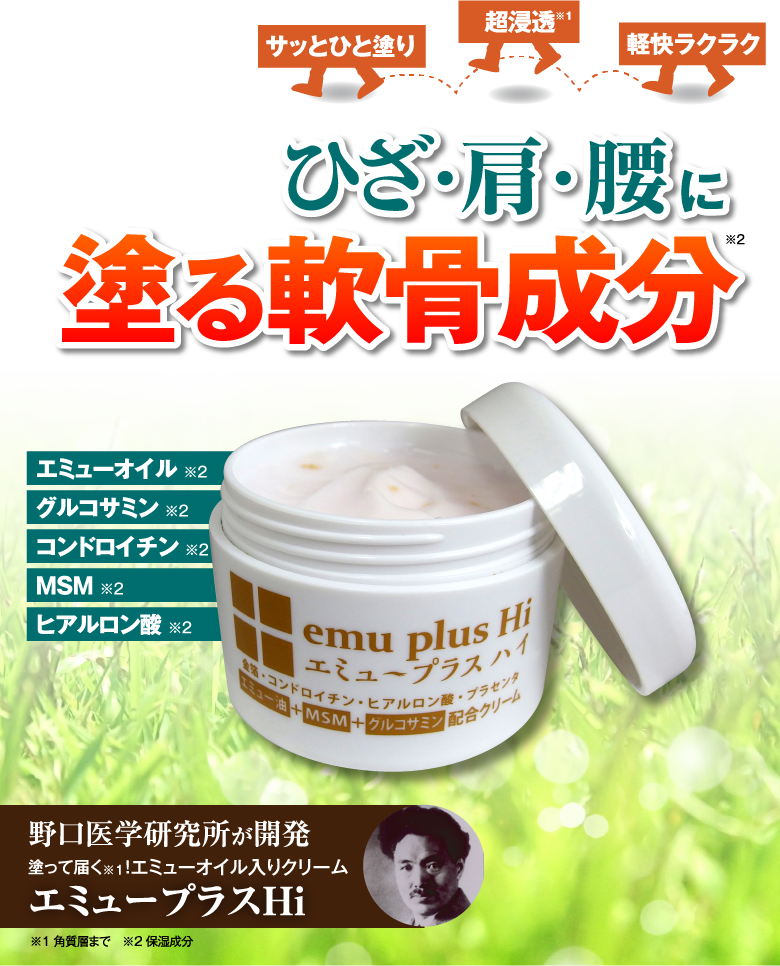 サッとひと塗り
超浸透※1
軽快ラクラク
ひざ・肩・腰に
塗る軟骨成分※2
エミューオイル ※2
グルコサミン ※2
コンドロイチン ※2
MSM ※2
ヒアルロン酸 ※2
emu plus Hi
エミュープラス ハイ
金箔・コンドロイチン・ヒアルロン酸・プラセンタ
エミュー油+MSM+グルコサミン配合クリーム
野口医学研究所が開発
塗って届く※1!エミューオイル入りクリーム
エミュープラスHi
※1 角質層まで ※2 保湿成分